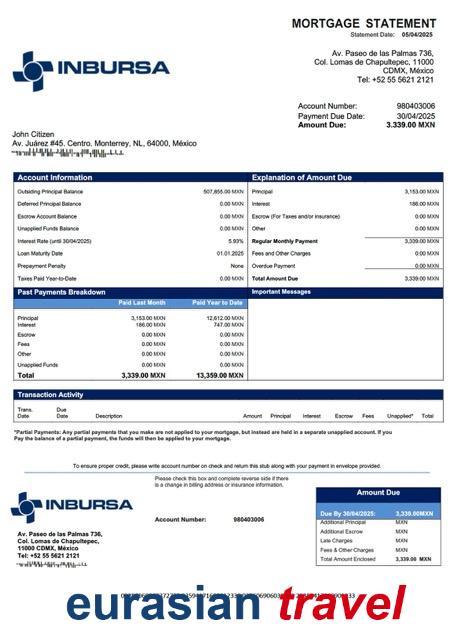 MORTGAGE STATEMENT
Statement Date: 05/04/2025
INBURSA
Av. Paseo de las Palmas 736,
Col. Lomas de Chapultepec, 11000
CDMX, México
Tel: +52 55 5621 2121
Account Number: 980403006
Payment Due Date: 30/04/2025
Amount Due: 3.339.00 MXN
John Citizen
Av. Juárez #45. Centro. Monterrey, NL, 64000, México
Account Information
Outsiding Principal Balance 507,855.00 MXN
Deferred Principal Balance 0.00 MXN
Escrow Account Balance 0.00 MXN
Unapplied Funds Balance 0.00 MXN
Interest Rate (until 30/04/2025) 5.93%
Loan Maturity Date 01.01.2025
Prepayment Penalty None
Taxes Paid Year-to-Date 0.00 MXN
Explanation of Amount Due
Principal 3,153.00 MXN
Interest 186.00 MXN
Escrow (For Taxes and/or insurance) 0.00 MXN
Other 0.00 MXN
Regular Monthly Payment 3,339.00 MXN
Fees and Other Charges 0.00 MXN
Overdue Payment 0.00 MXN
Total Amount Due 3,339.00 MXN
Past Payments Breakdown
Paid Last Month Paid Year to Date
Principal 3,153.00 MXN 12,612.00 MXN
Interest 186.00 MXN 747.00 MXN
Escrow 0.00 MXN 0.00 MXN
Fees 0.00 MXN 0.00 MXN
Other 0.00 MXN 0.00 MXN
Unapplied Funds 0.00 MXN 0.00 MXN
Total 3,339.00 MXN 13,359.00 MXN
Important Messages
Transaction Activity
Trans. Date Due Date Description Amount Principal Interest Escrow Fees Unapplied* Total
*Partial Payments: Any partial payments that you make are not applied to your mortgage, but instead are held in a separate unapplied account. If you
Pay the balance of a partial payment, the funds will then be applied to your mortgage.
To ensure proper credit, please write account number on check and return this stub along with your payment in envelope provided.
Please check this box and complete reverse side if there
is a change in billing address or insurance information.
INBURSA
Account Number: 980403006
Av. Paseo de las Palmas 736,
Col. Lomas de Chapultepec,
11000 CDMX, México
Tel: +52 55 5621 2121
Amount Due
Due By 30/04/2025: 3,339.00MXN
Additional Principal MXN
Additional Escrow MXN
Late Charges MXN
Fees & Other Charges MXN
Total Amount Enclosed 3,339.00 MXN
eurasian travel